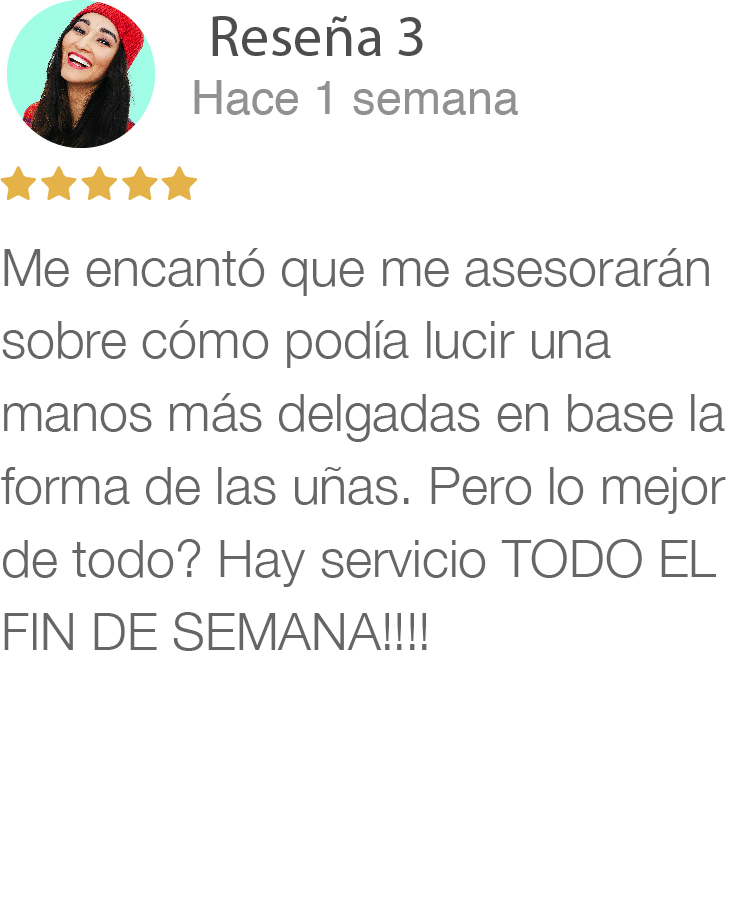 Reseña 3
Hace 1 semana
Me encantó que me asesorarán
sobre cómo podía lucir una
manos más delgadas en base la
forma de las uñas. Pero lo mejor
de todo? Hay servicio TODO EL
FIN DE SEMANA!!!!